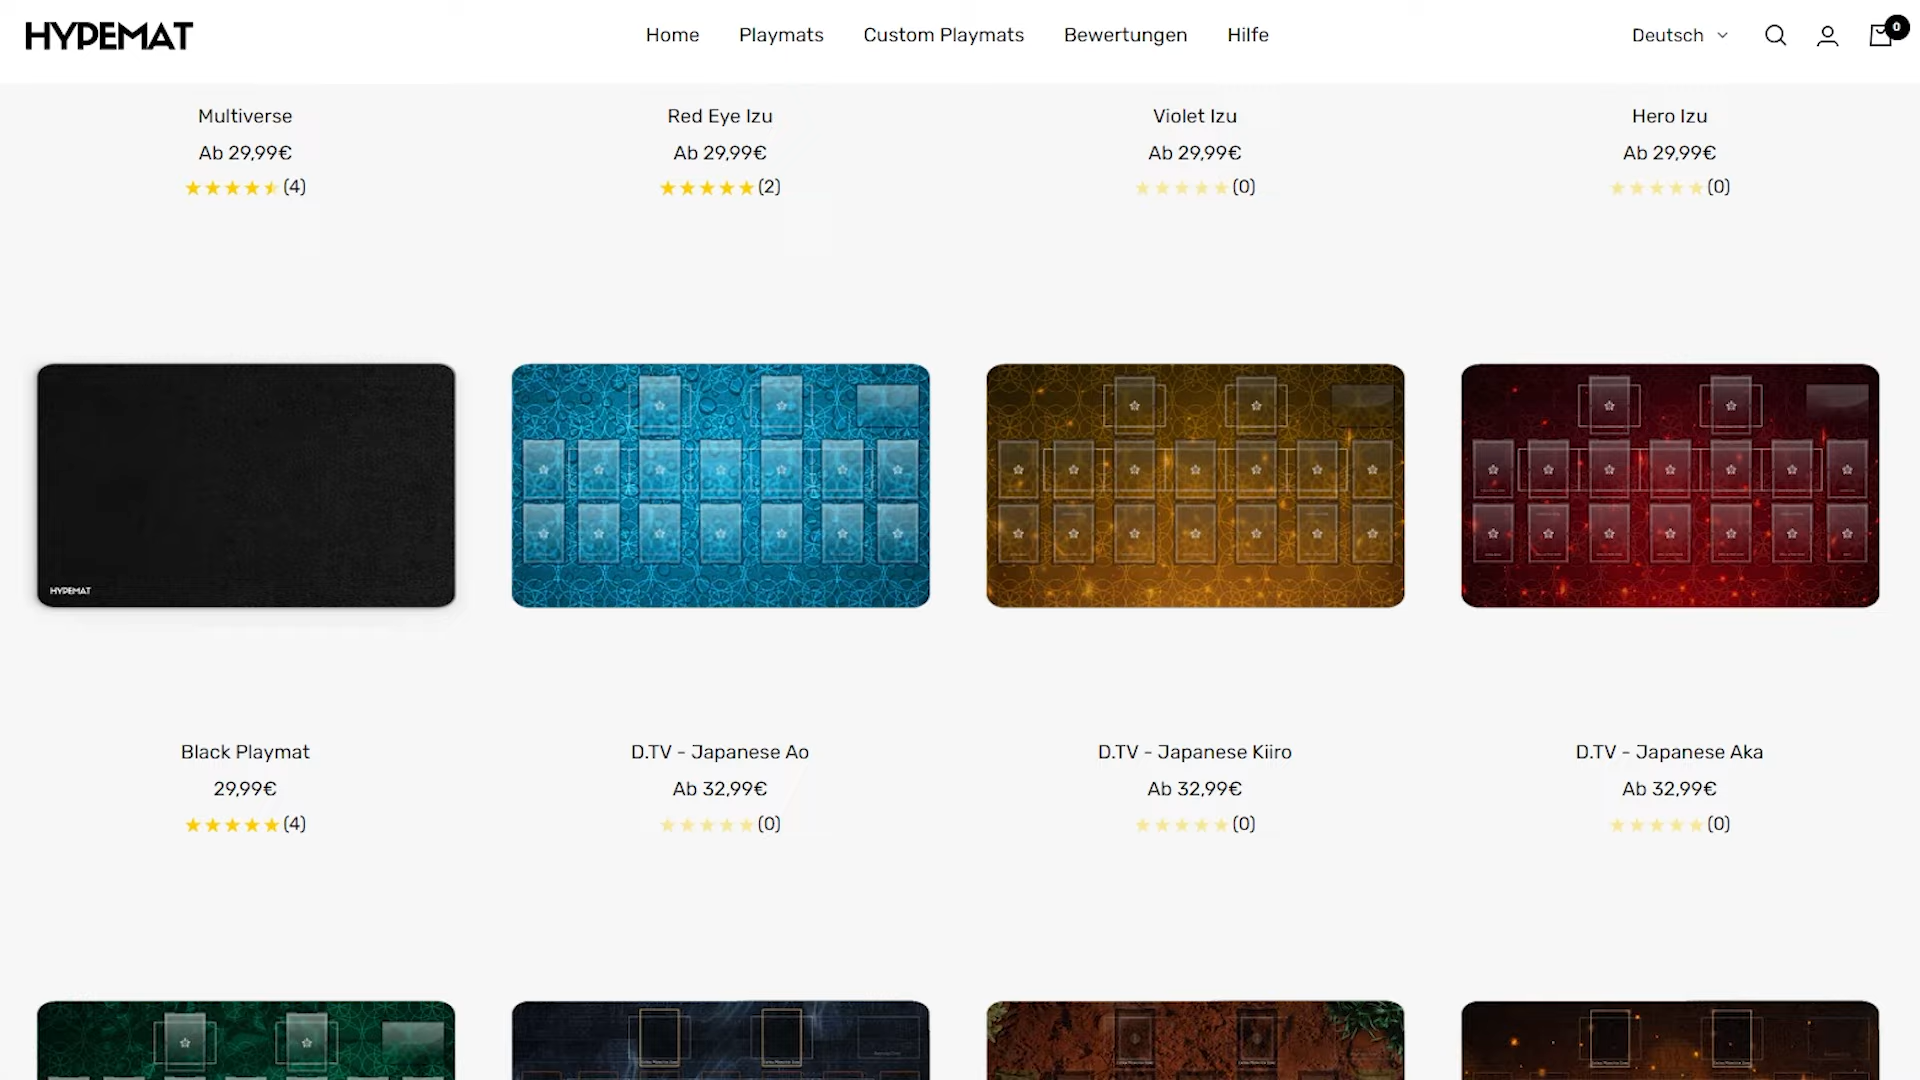 HYPEMAT
Home Playmats Custom Playmats Bewertungen Hilfe
Deutsch
0
Multiverse
Ab 29,99€
(4)
Red Eye Izu
Ab 29,99€
(2)
Violet Izu
Ab 29,99€
(0)
Hero Izu
Ab 29,99€
(0)
HYPEMAT
Black Playmat
29,99€
(4)
D.TV - Japanese Ao
Ab 32,99€
(0)
D.TV - Japanese Kiiro
Ab 32,99€
(0)
D.TV - Japanese Aka
Ab 32,99€
(0)